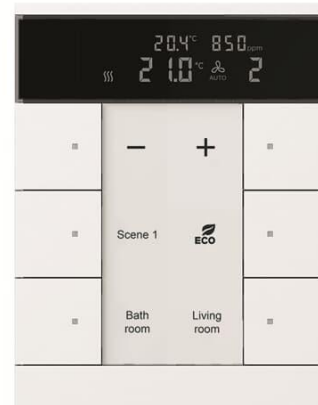 20.4°C 850ppm
21.0°C AUTO 2
− +
Scene 1 ECO
Bath Living
room room